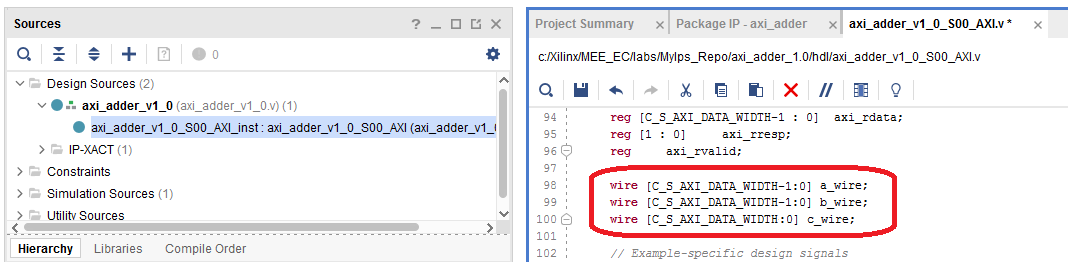 Sources
0
Design Sources (2)
axi_adder_v1_0 (axi_adder_v1_0.v) (1)
axi_adder_v1_0_S00_AXI_inst : axi_adder_v1_0_S00_AXI (axi_adder_v1_0
IP-XACT (1)
Constraints
Simulation Sources (1)
Utility Sources
Hierarchy Libraries Compile Order
Project Summary Package IP - axi_adder axi_adder_v1_0_S00_AXI.v *
c:/Xilinx/MEE_EC/labs/MyIps_Repo/axi_adder_1.0/hdl/axi_adder_v1_0_S00_AXI.v
94 reg [C_S_AXI_DATA_WIDTH-1 : 0] axi_rdata;
95 reg [1 : 0] axi_rresp;
96 reg axi_rvalid;
97
98 wire [C_S_AXI_DATA_WIDTH-1:0] a_wire;
99 wire [C_S_AXI_DATA_WIDTH-1:0] b_wire;
100 wire [C_S_AXI_DATA_WIDTH:0] c_wire;
101
102 // Example-specific design signals